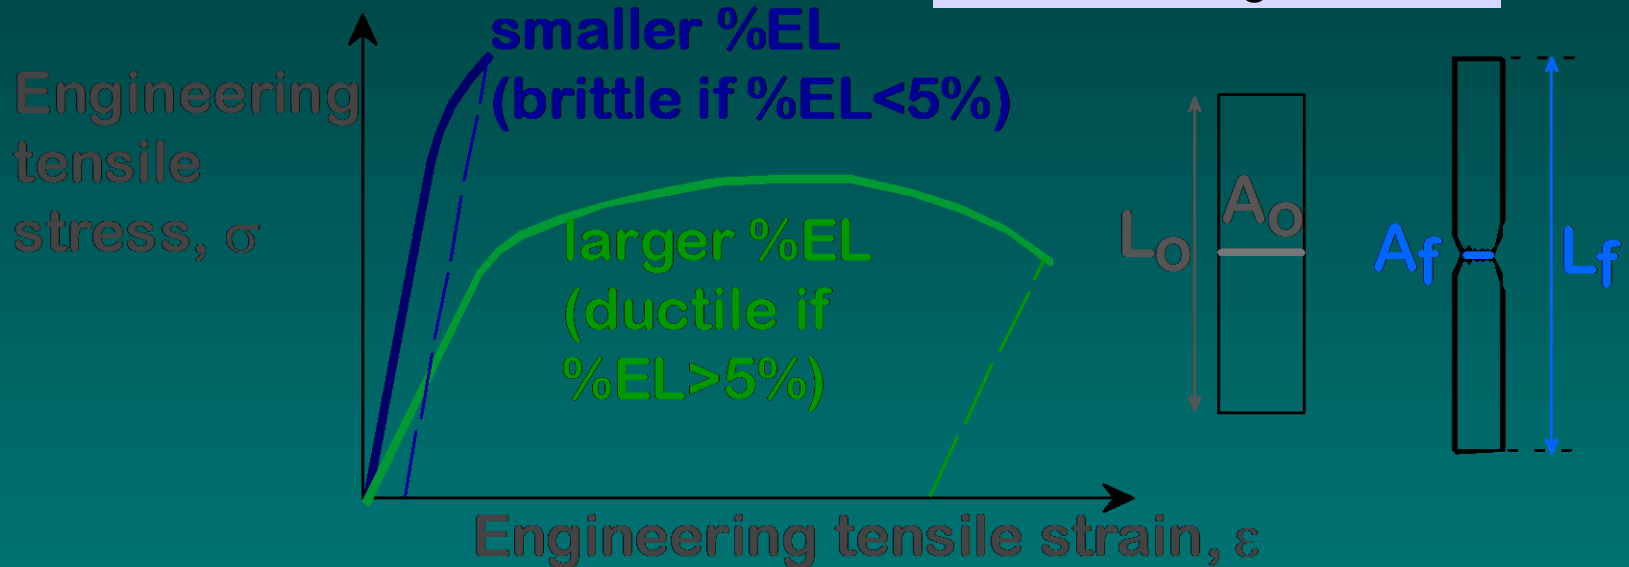 smaller %EL
(brittle if %EL<5%)
Engineering
tensile
stress, σ
larger %EL
(ductile if
%EL>5%)
Engineering tensile strain, ε
Lo
Ao
Af
Lf